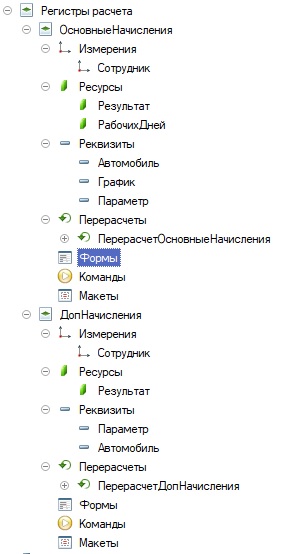 Регистры расчета
ОсновныеНачисления
Измерения
Сотрудник
Ресурсы
Результат
РабочихДней
Реквизиты
Автомобиль
График
Параметр
Перерасчеты
ПерерасчетОсновныеНачисления
Формы
Команды
Макеты
ДопНачисления
Измерения
Сотрудник
Ресурсы
Результат
Реквизиты
Параметр
Автомобиль
Перерасчеты
ПерерасчетДопНачисления
Формы
Команды
Макеты